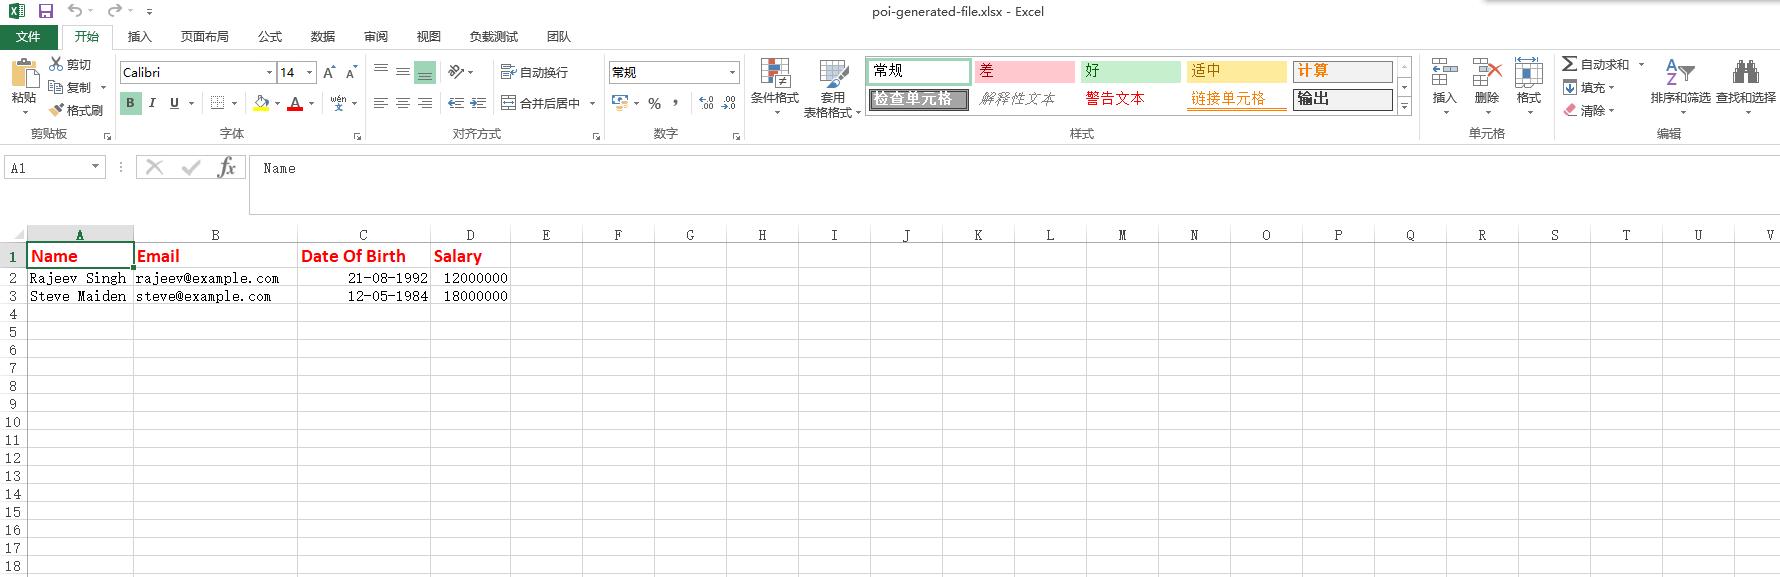 poi-generated-file.xlsx - Excel
文件 开始 插入 页面布局 公式 数据 审阅 视图 负载测试 团队
粘贴 剪切 复制 格式刷
剪贴板
Calibri 14 A A
B I U A wén
字体
自动换行
合并后居中
对齐方式
常规
% , .00 .00
数字
条件格式 套用表格格式
常规 差 好 适中 计算
检查单元格 解释性文本 警告文本 链接单元格 输出
样式
插入 删除 格式
单元格
自动求和
填充
清除
排序和筛选 查找和选择
编辑
A1 fx Name
A B C D E F G H I J K L M N O P Q R S T U V
1 Name Email Date Of Birth Salary
2 Rajeev Singh rajeev@example.com 21-08-1992 12000000
3 Steve Maiden steve@example.com 12-05-1984 18000000
4
5
6
7
8
9
10
11
12
13
14
15
16
17
18